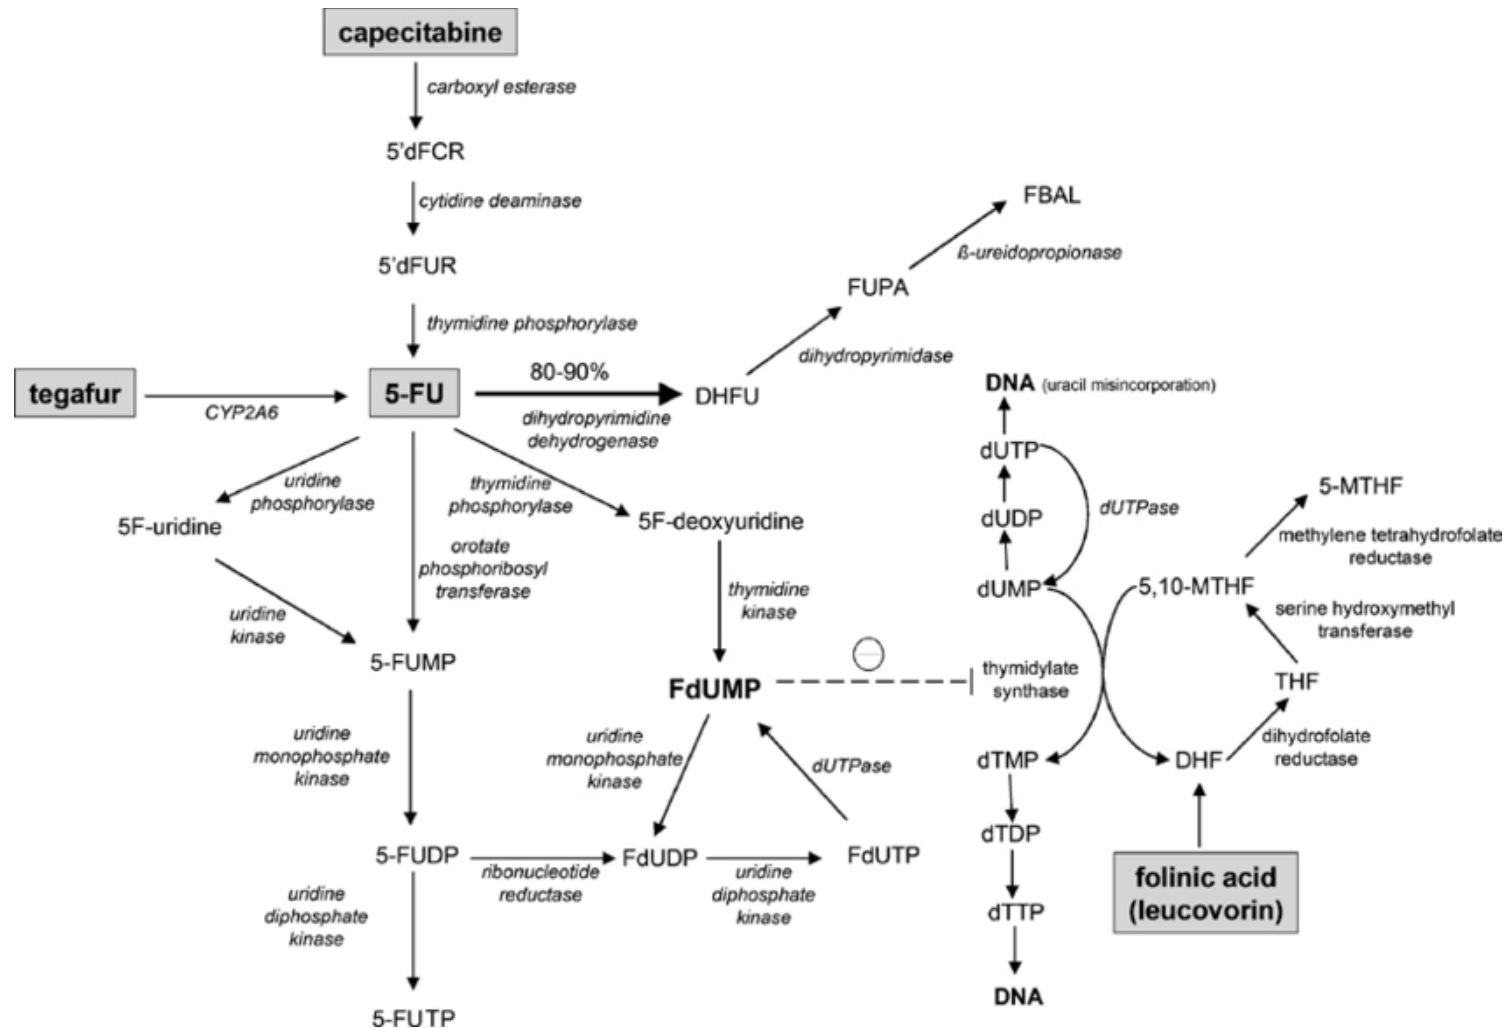 capecitabine
carboxyl esterase
5'dFCR
cytidine deaminase
5'dFUR
thymidine phosphorylase
tegafur
CYP2A6
5-FU
80-90%
dihydropyrimidine
dehydrogenase
DHFU
dihydropyrimidase
FUPA
ß-ureidopropionase
FBAL
uridine
phosphorylase
5F-uridine
uridine
kinase
orotate
phosphoribosyl
transferase
thymidine
phosphorylase
5F-deoxyuridine
thymidine
kinase
5-FUMP
FdUMP
uridine
monophosphate
kinase
uridine
monophosphate
kinase
dUTPase
5-FUDP
ribonucleotide
reductase
FdUDP
uridine
diphosphate
kinase
FdUTP
uridine
diphosphate
kinase
5-FUTP
DNA (uracil misincorporation)
dUTP
dUDP
dUTPase
dUMP
thymidylate
synthase
dTMP
dTDP
dTTP
DNA
5-MTHF
methylene tetrahydrofolate
reductase
5,10-MTHF
serine hydroxymethyl
transferase
THF
dihydrofolate
reductase
DHF
folinic acid
(leucovorin)